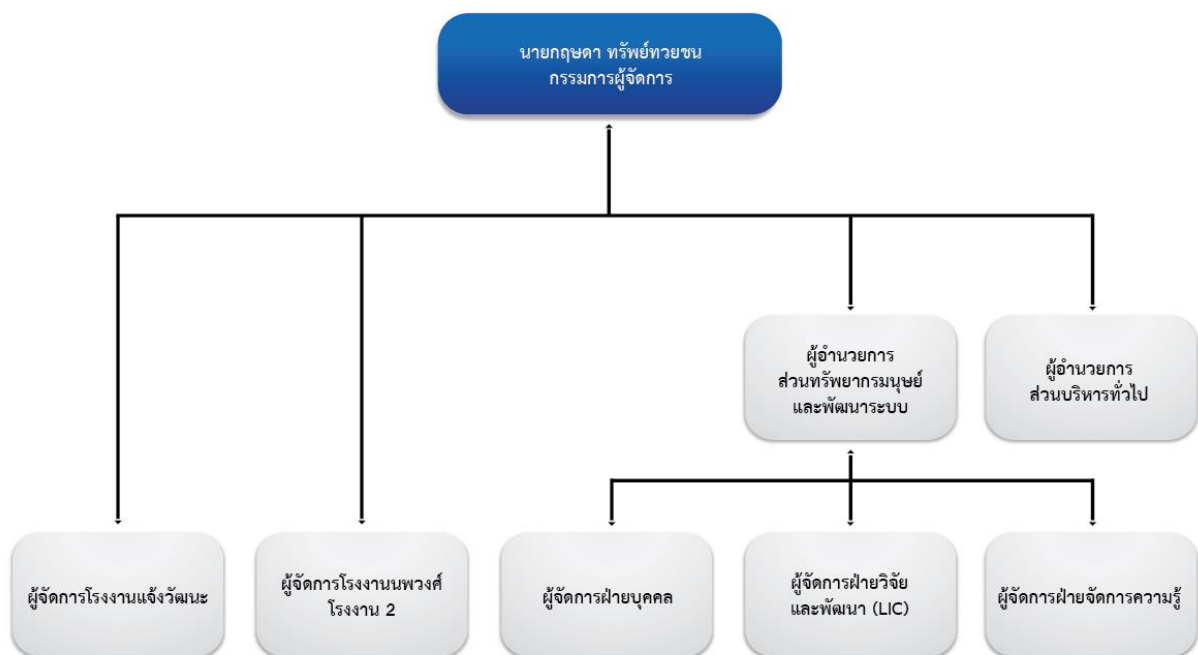 นายกฤษดา ทรัพย์ทวยชน
กรรมการผู้จัดการ
ผู้อำนวยการ
ส่วนทรัพยากรมนุษย์
และพัฒนาระบบ
ผู้อำนวยการ
ส่วนบริหารทั่วไป
ผู้จัดการโรงงานแจ้งวัฒนะ
ผู้จัดการโรงงานนพวงศ์
โรงงาน 2
ผู้จัดการฝ่ายบุคคล
ผู้จัดการฝ่ายวิจัย
และพัฒนา (LIC)
ผู้จัดการฝ่ายจัดการความรู้